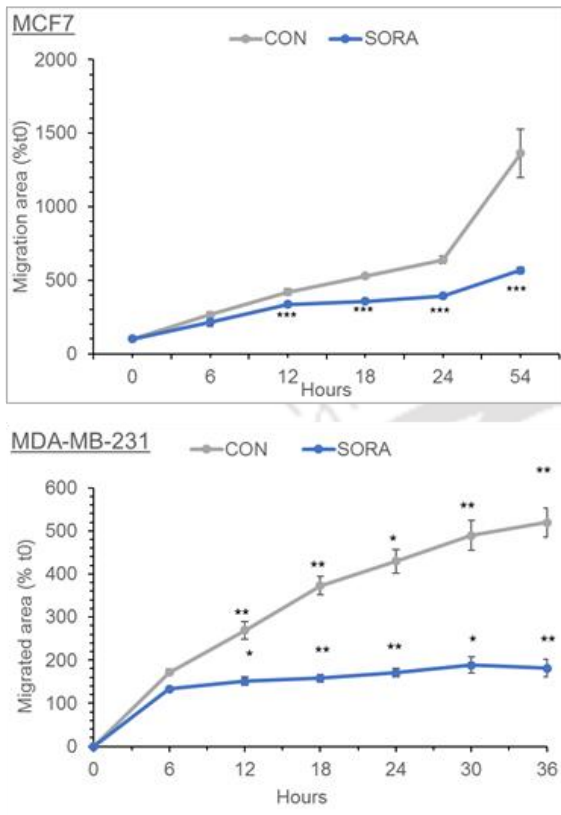 MCF7
CON SORA
Migration area (%t0)
2000
1500
1000
500
0
0 6 12 18 24 54
*** *** *** ***
Hours
MDA-MB-231
CON SORA
Migrated area (% t0)
600
500
400
300
200
100
0
** ** * ** **
* ** ** * **
0 6 12 18 24 30 36
Hours